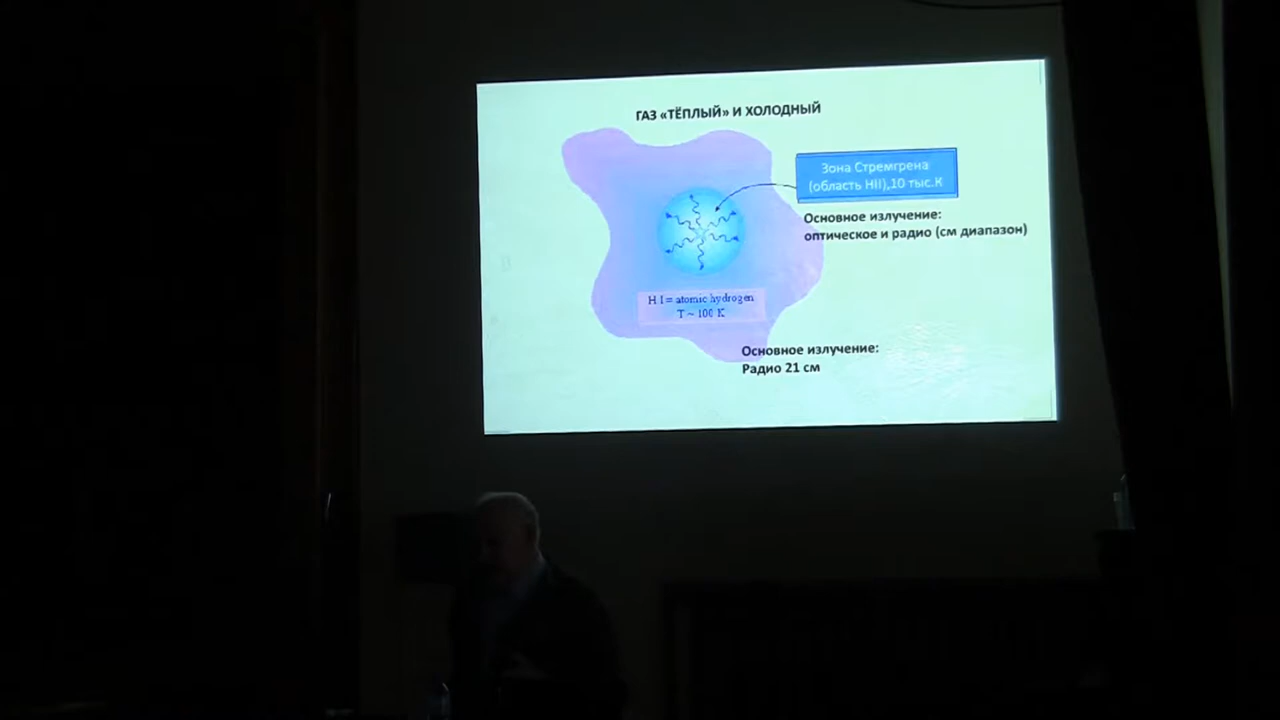 ГАЗ «ТЁПЛЫЙ» И ХОЛОДНЫЙ
Зона Стремгрена
(область HII),10 тыс.К
Основное излучение:
оптическое и радио (см диапазон)
H I = atomic hydrogen
T ~ 100 K
Основное излучение:
Радио 21 см